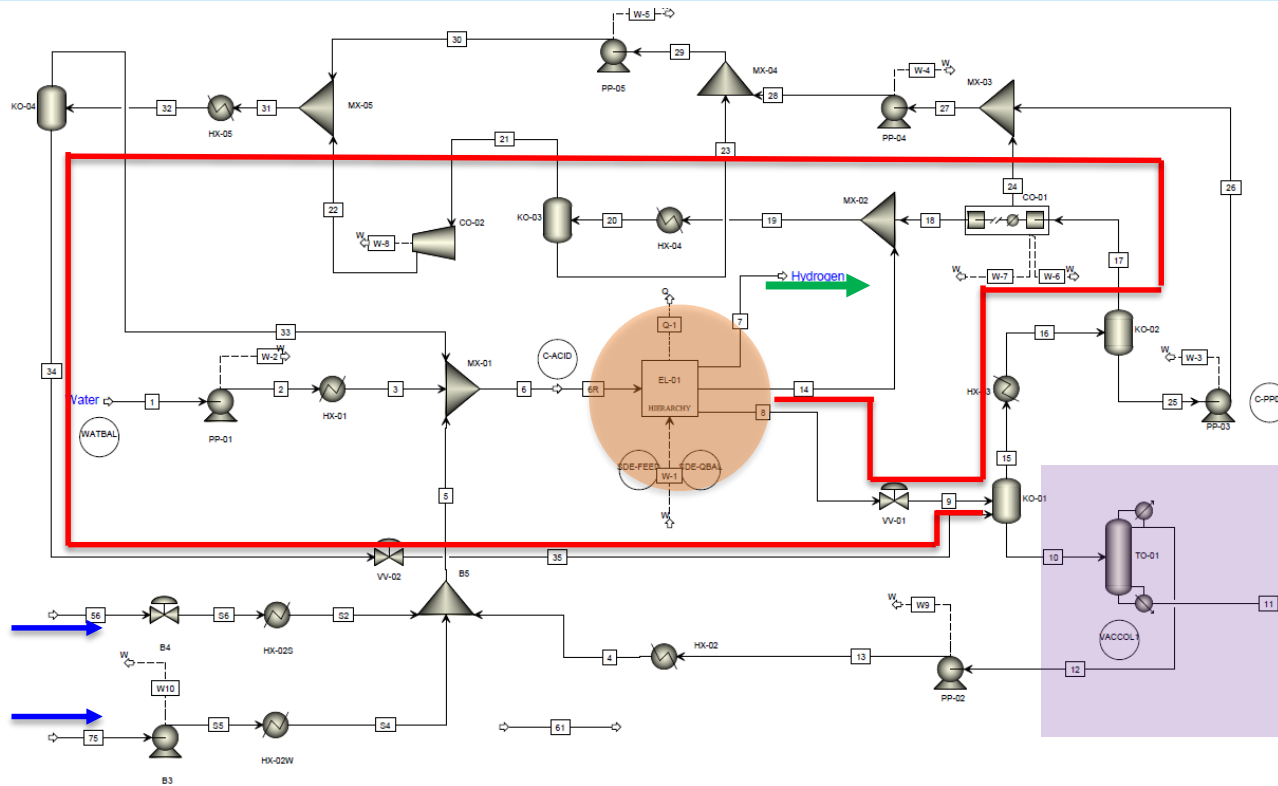 W-5
30
29
MX-04
PP-05
W-4
W
MX-03
KO-04
32
31
MX-05
28
27
HX-05
PP-04
21
23
26
24
CO-01
MX-02
22
CO-02
KO-03
20
19
18
W
W-8
HX-04
17
Hydrogen
W
W-7
W-6
W
Q
33
Q-1
7
16
KO-02
W
W-2
MX-01
C-ACID
W
W-3
34
EL-01
Water
1
2
3
6
6R
14
HIERARCHY
8
25
PP-03
WATBAL
PP-01
HX-01
15
SDE-FEED
W-1
SDE-QBAL
5
W
9
KO-01
VV-01
10
TO-01
35
VV-02
B5
11
56
S6
S2
W
W9
B4
HX-02S
VACCOL1
HX-02
4
13
12
W
W10
PP-02
75
S5
S4
61
HX-02W
B3